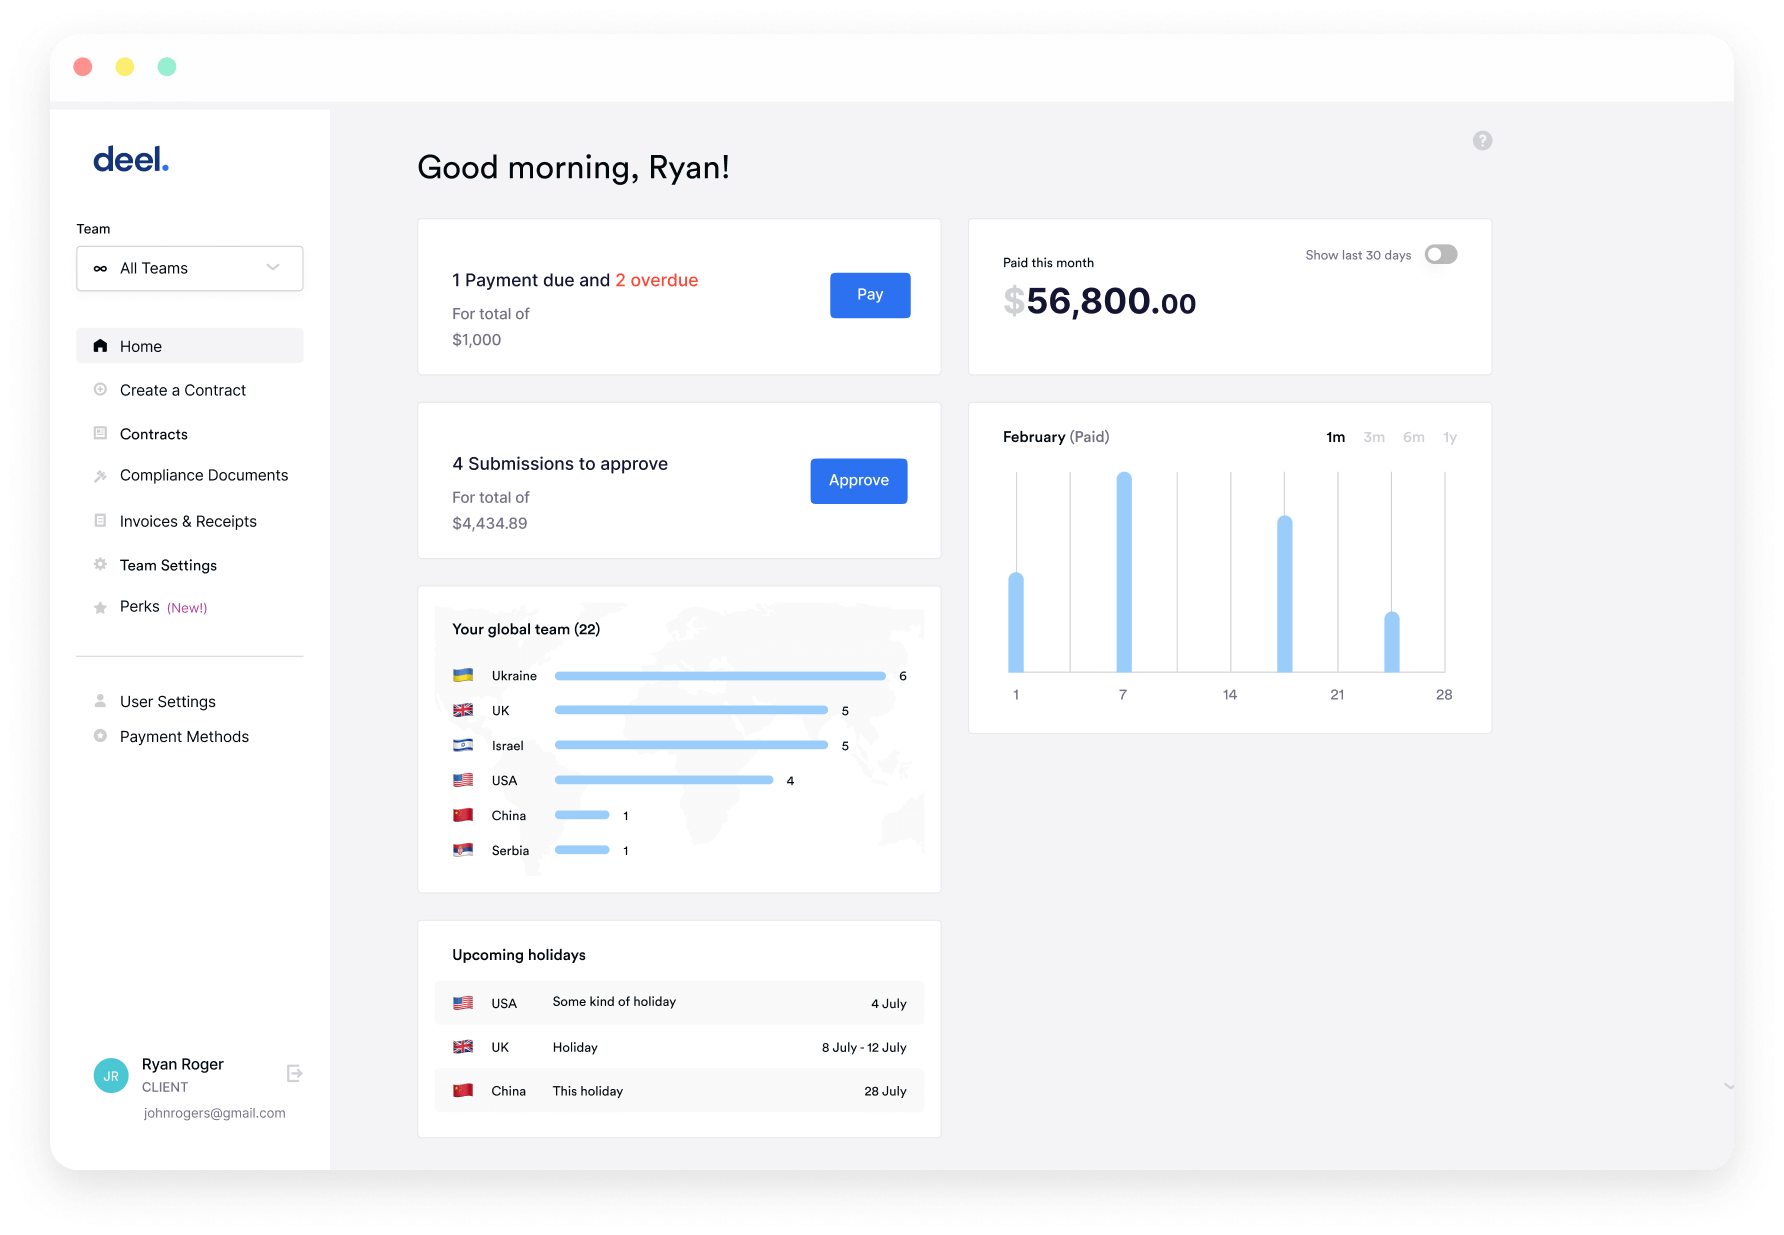 deel.
Team
All Teams
Home
Create a Contract
Contracts
Compliance Documents
Invoices & Receipts
Team Settings
Perks (New!)
User Settings
Payment Methods
JR
Ryan Roger
CLIENT
johnrogers@gmail.com
?
Good morning, Ryan!
1 Payment due and 2 overdue
For total of
$1,000
Pay
Paid this month
Show last 30 days
$56,800.00
4 Submissions to approve
For total of
$4,434.89
Approve
February (Paid)
1m 3m 6m 1y
1 7 14 21 28
Your global team (22)
Ukraine 6
UK 5
Israel 5
USA 4
China 1
Serbia 1
Upcoming holidays
USA Some kind of holiday 4 July
UK Holiday 8 July - 12 July
China This holiday 28 July